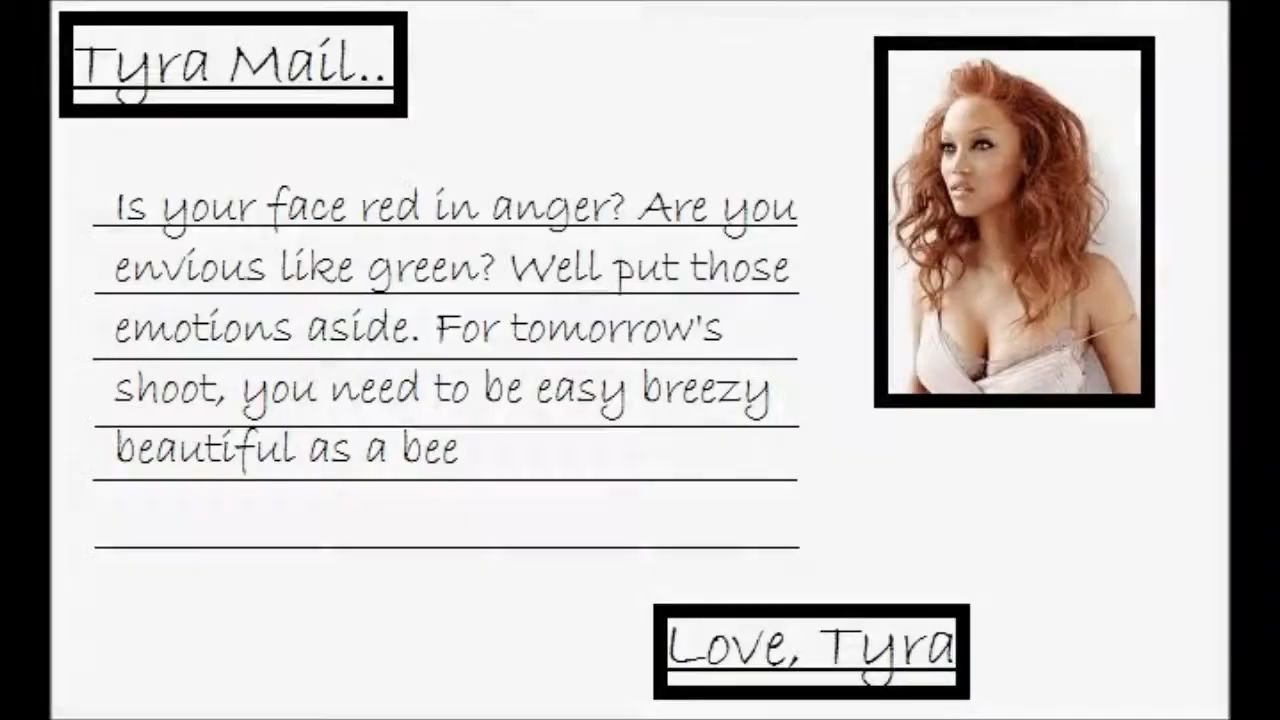 Tyra Mail..
Is your face red in anger? Are you
envious like green? Well put those
emotions aside. For tomorrow's
shoot, you need to be easy breezy
beautiful as a bee
Love, Tyra